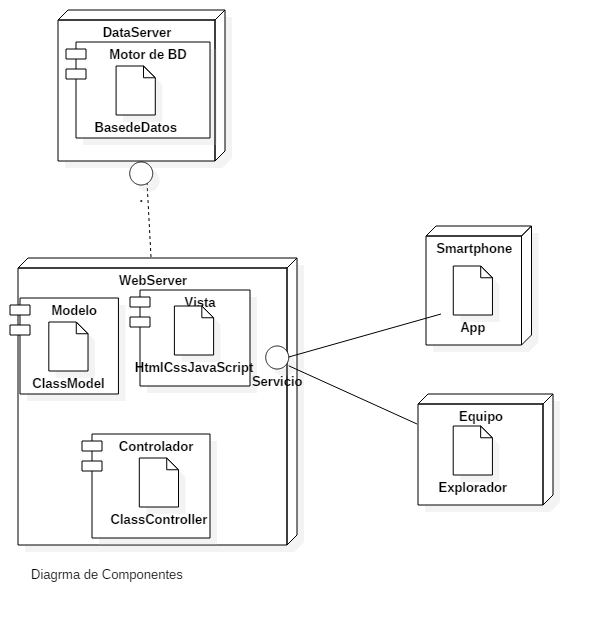 DataServer
Motor de BD
BasedeDatos
.
WebServer
Modelo
ClassModel
Vista
HtmlCssJavaScript
Servicio
Controlador
ClassController
Smartphone
App
Equipo
Explorador
Diagrma de Componentes